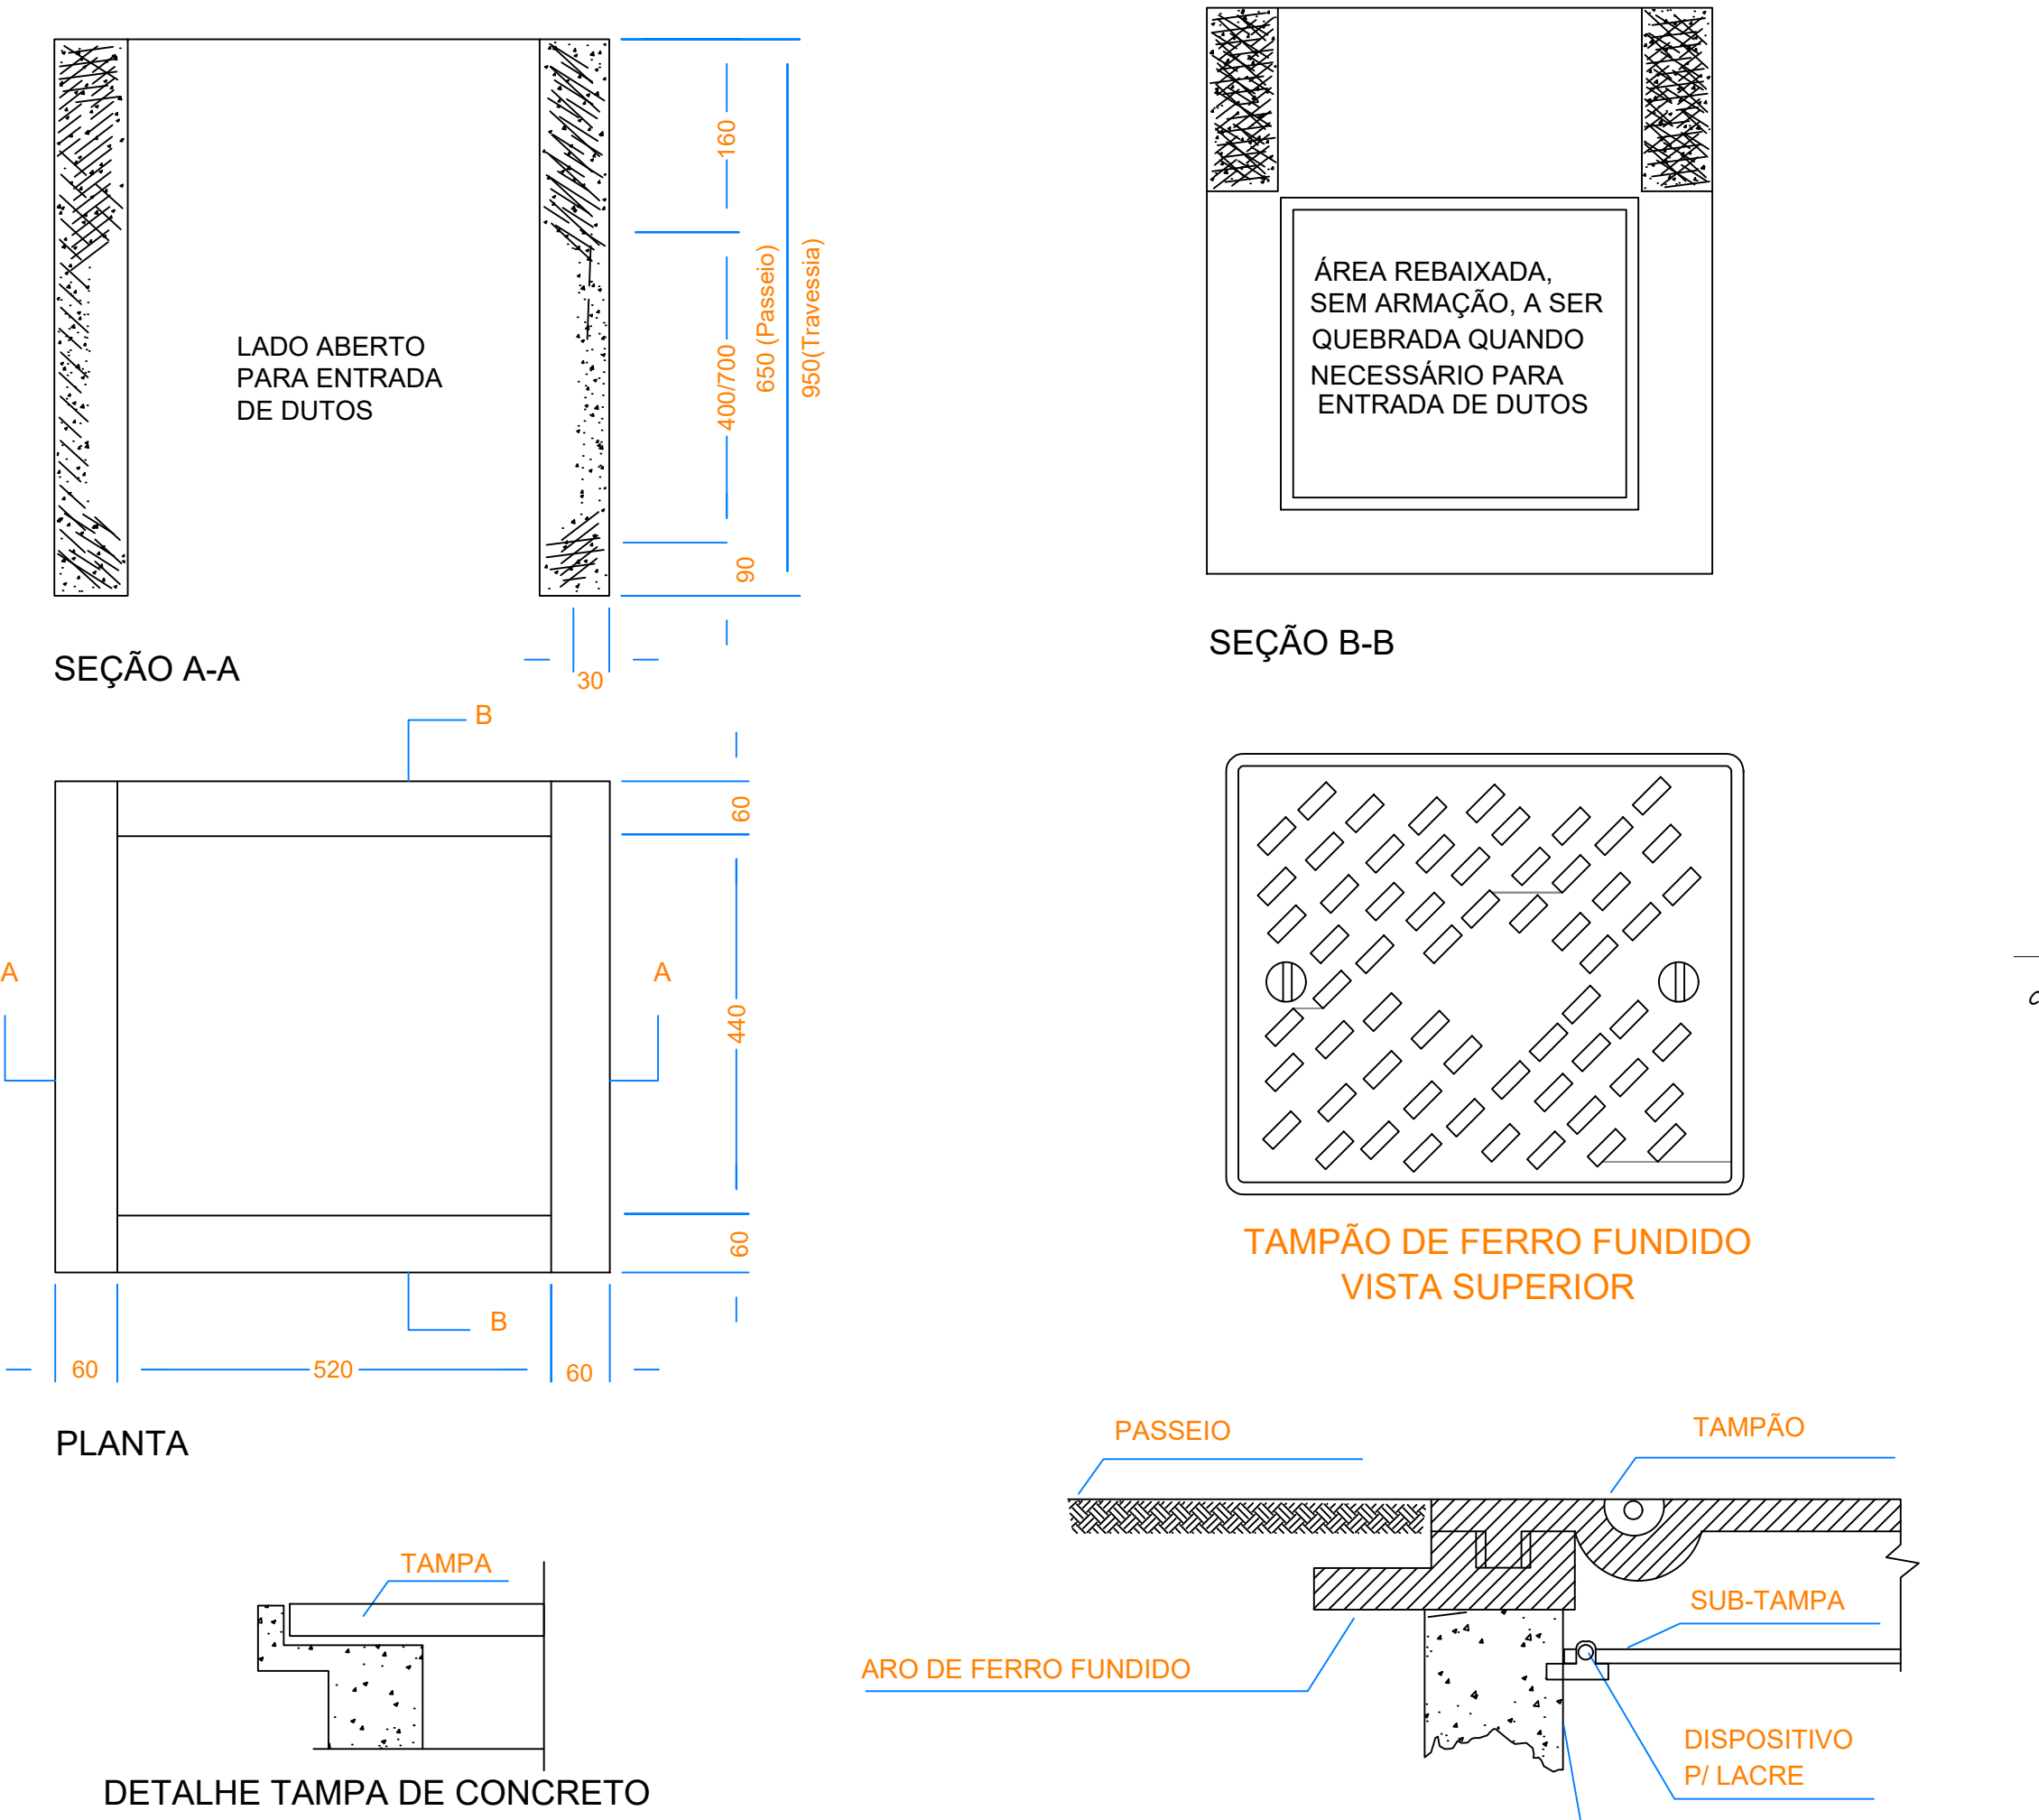 160
650 (Passeio)
950(Travessia)
400/700
90
30
LADO ABERTO
PARA ENTRADA
DE DUTOS
SEÇÃO A-A
ÁREA REBAIXADA,
SEM ARMAÇÃO, A SER
QUEBRADA QUANDO
NECESSÁRIO PARA
ENTRADA DE DUTOS
SEÇÃO B-B
B
60
A
A
440
60
B
60
520
60
PLANTA
TAMPÃO DE FERRO FUNDIDO
VISTA SUPERIOR
TAMPA
DETALHE TAMPA DE CONCRETO
PASSEIO
TAMPÃO
SUB-TAMPA
ARO DE FERRO FUNDIDO
DISPOSITIVO
P/ LACRE